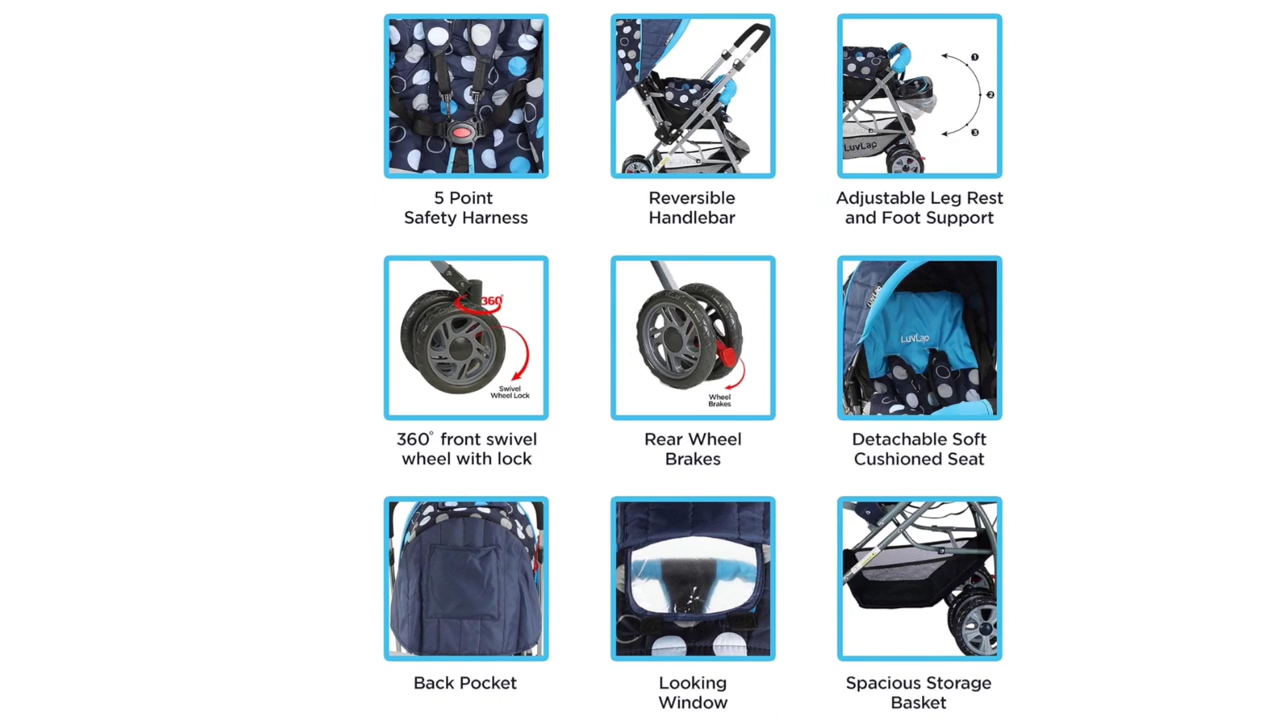 1
2
3
LuvLap
5 Point
Safety Harness
Reversible
Handlebar
Adjustable Leg Rest
and Foot Support
360°
Swivel
Wheel Lock
Wheel
Brakes
LuvLap
360° front swivel
wheel with lock
Rear Wheel
Brakes
Detachable Soft
Cushioned Seat
Back Pocket
Looking
Window
Spacious Storage
Basket